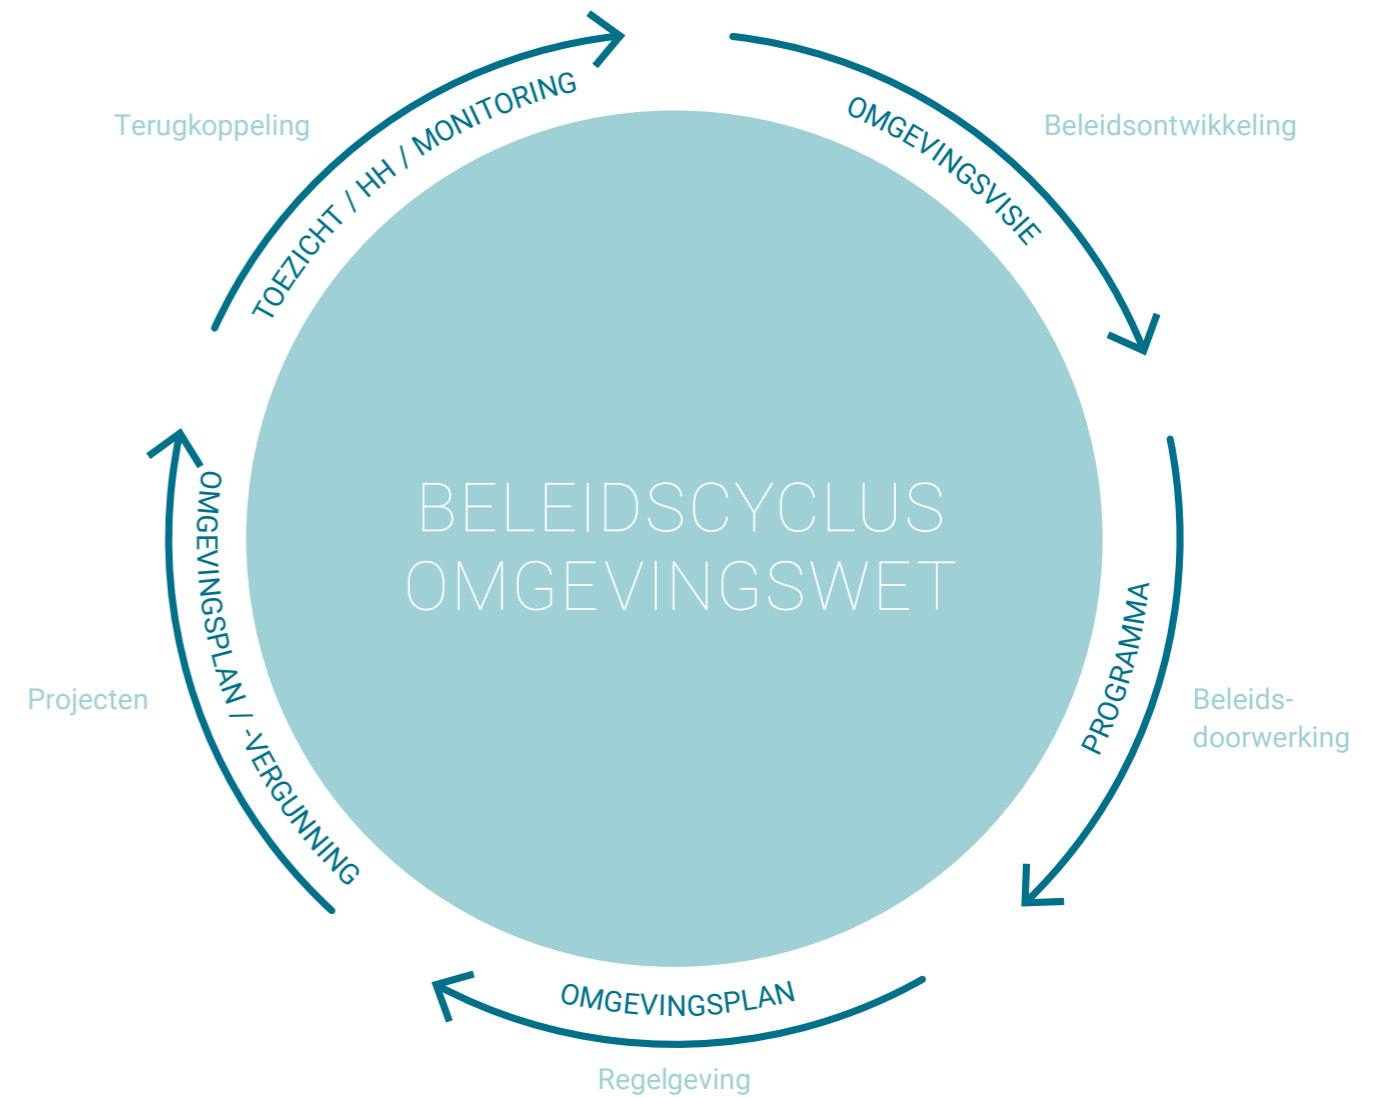 Terugkoppeling
TOEZICHT / HH / MONITORING
OMGEVINGSVISIE
Beleidsontwikkeling
BELEIDSCYCLUS
OMGEVINGSWET
OMGEVINGSPLAN / -VERGUNNING
Projecten
PROGRAMMA
Beleids-
doorwerking
OMGEVINGSPLAN
Regelgeving